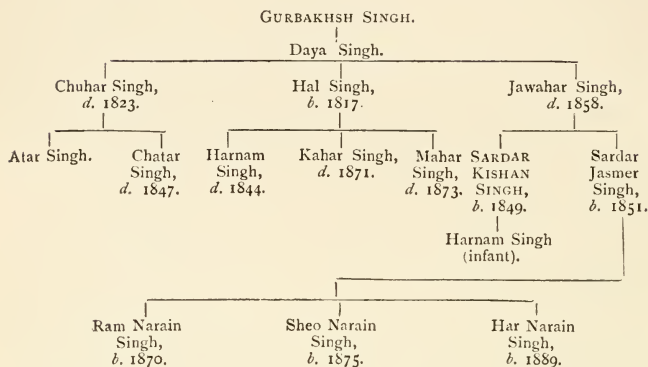 GURBAKHSH SINGH.
Daya Singh.
Chuhar Singh, Hal Singh, Jawahar Singh,
d. 1823. b. 1817. d. 1858.
Atar Singh. Chatar Harnam Kahar Singh, Mahar SARDAR Sardar
Singh, Singh, d. 1871. Singh, KISHAN Jasmer
d. 1847. d. 1844. d. 1873. SINGH, Singh,
b. 1849. b. 1851.
Harnam Singh
(infant).
Ram Narain Sheo Narain Har Narain
Singh, Singh, Singh,
b. 1870. b. 1875. b. 1889.